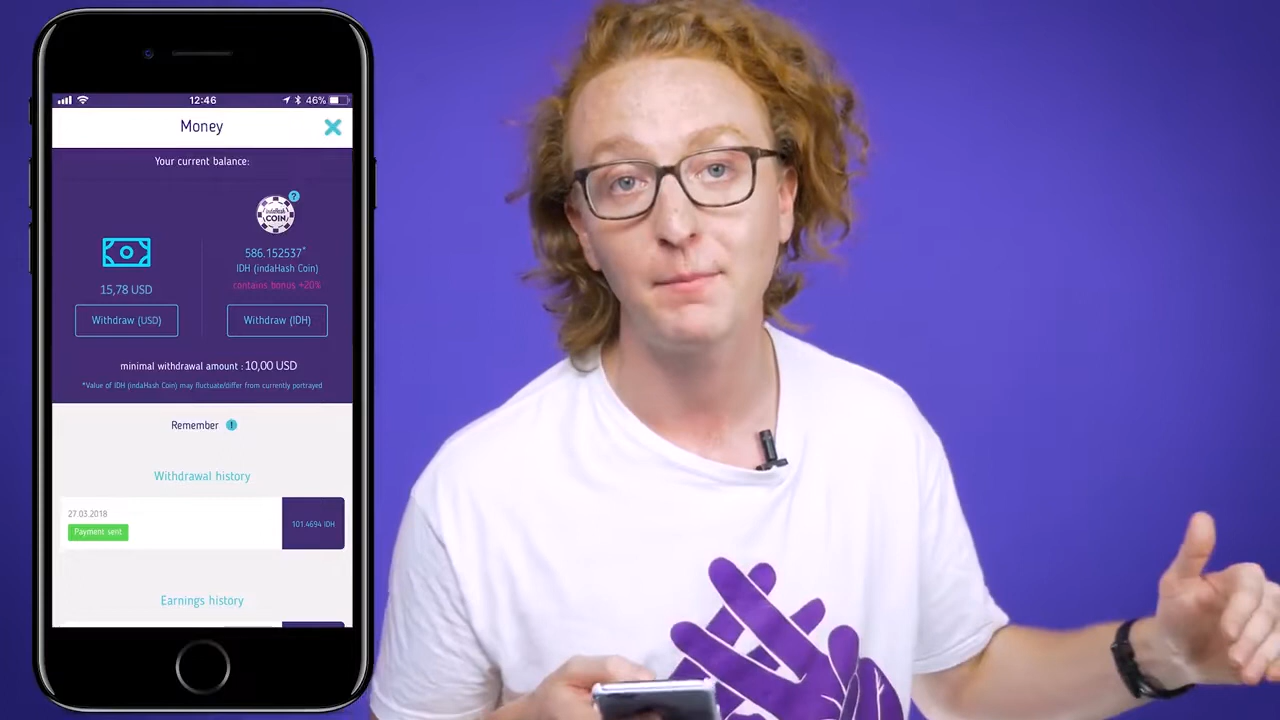 12:46
46%
Money
Your current balance:
?
indaHash
COIN
15,78 USD
586.152537*
IDH (indaHash Coin)
contains bonus +20%
Withdraw (USD)
Withdraw (IDH)
minimal withdrawal amount : 10,00 USD
*Value of IDH (indaHash Coin) may fluctuate/differ from currently portrayed
Remember !
Withdrawal history
27.03.2018
Payment sent
101.4694 IDH
Earnings history